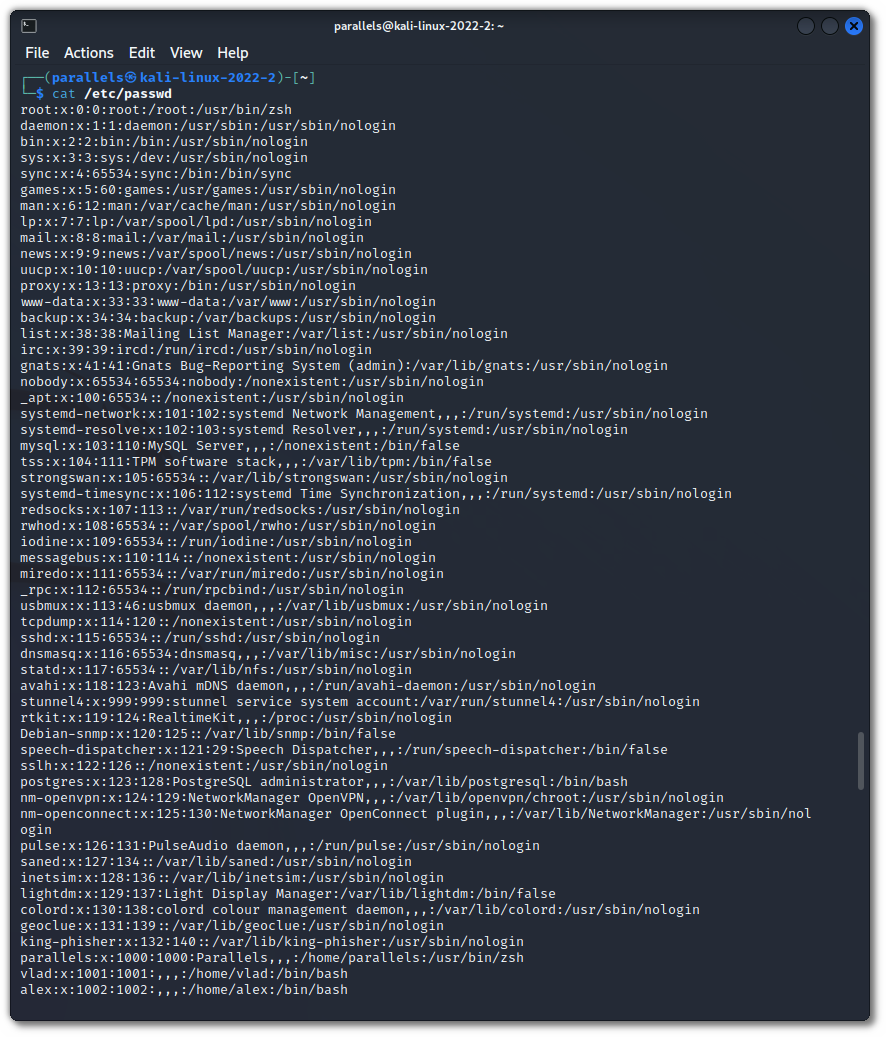 parallels@kali-linux-2022-2: ~
File Actions Edit View Help
┌──(parallels㉿kali-linux-2022-2)-[~]
└─$ cat /etc/passwd
root:x:0:0:root:/root:/usr/bin/zsh
daemon:x:1:1:daemon:/usr/sbin:/usr/sbin/nologin
bin:x:2:2:bin:/bin:/usr/sbin/nologin
sys:x:3:3:sys:/dev:/usr/sbin/nologin
sync:x:4:65534:sync:/bin:/bin/sync
games:x:5:60:games:/usr/games:/usr/sbin/nologin
man:x:6:12:man:/var/cache/man:/usr/sbin/nologin
lp:x:7:7:lp:/var/spool/lpd:/usr/sbin/nologin
mail:x:8:8:mail:/var/mail:/usr/sbin/nologin
news:x:9:9:news:/var/spool/news:/usr/sbin/nologin
uucp:x:10:10:uucp:/var/spool/uucp:/usr/sbin/nologin
proxy:x:13:13:proxy:/bin:/usr/sbin/nologin
www-data:x:33:33:www-data:/var/www:/usr/sbin/nologin
backup:x:34:34:backup:/var/backups:/usr/sbin/nologin
list:x:38:38:Mailing List Manager:/var/list:/usr/sbin/nologin
irc:x:39:39:ircd:/run/ircd:/usr/sbin/nologin
gnats:x:41:41:Gnats Bug-Reporting System (admin):/var/lib/gnats:/usr/sbin/nologin
nobody:x:65534:65534:nobody:/nonexistent:/usr/sbin/nologin
_apt:x:100:65534::/nonexistent:/usr/sbin/nologin
systemd-network:x:101:102:systemd Network Management,,,:/run/systemd:/usr/sbin/nologin
systemd-resolve:x:102:103:systemd Resolver,,,:/run/systemd:/usr/sbin/nologin
mysql:x:103:110:MySQL Server,,,:/nonexistent:/bin/false
tss:x:104:111:TPM software stack,,,:/var/lib/tpm:/bin/false
strongswan:x:105:65534::/var/lib/strongswan:/usr/sbin/nologin
systemd-timesync:x:106:112:systemd Time Synchronization,,,:/run/systemd:/usr/sbin/nologin
redsocks:x:107:113::/var/run/redsocks:/usr/sbin/nologin
rwhod:x:108:65534::/var/spool/rwho:/usr/sbin/nologin
iodine:x:109:65534::/run/iodine:/usr/sbin/nologin
messagebus:x:110:114::/nonexistent:/usr/sbin/nologin
miredo:x:111:65534::/var/run/miredo:/usr/sbin/nologin
_rpc:x:112:65534::/run/rpcbind:/usr/sbin/nologin
usbmux:x:113:46:usbmux daemon,,,:/var/lib/usbmux:/usr/sbin/nologin
tcpdump:x:114:120::/nonexistent:/usr/sbin/nologin
sshd:x:115:65534::/run/sshd:/usr/sbin/nologin
dnsmasq:x:116:65534:dnsmasq,,,:/var/lib/misc:/usr/sbin/nologin
statd:x:117:65534::/var/lib/nfs:/usr/sbin/nologin
avahi:x:118:123:Avahi mDNS daemon,,,:/run/avahi-daemon:/usr/sbin/nologin
stunnel4:x:999:999:stunnel service system account:/var/run/stunnel4:/usr/sbin/nologin
rtkit:x:119:124:RealtimeKit,,,:/proc:/usr/sbin/nologin
Debian-snmp:x:120:125::/var/lib/snmp:/bin/false
speech-dispatcher:x:121:29:Speech Dispatcher,,,:/run/speech-dispatcher:/bin/false
sslh:x:122:126::/nonexistent:/usr/sbin/nologin
postgres:x:123:128:PostgreSQL administrator,,,:/var/lib/postgresql:/bin/bash
nm-openvpn:x:124:129:NetworkManager OpenVPN,,,:/var/lib/openvpn/chroot:/usr/sbin/nologin
nm-openconnect:x:125:130:NetworkManager OpenConnect plugin,,,:/var/lib/NetworkManager:/usr/sbin/nol
ogin
pulse:x:126:131:PulseAudio daemon,,,:/run/pulse:/usr/sbin/nologin
saned:x:127:134::/var/lib/saned:/usr/sbin/nologin
inetsim:x:128:136::/var/lib/inetsim:/usr/sbin/nologin
lightdm:x:129:137:Light Display Manager:/var/lib/lightdm:/bin/false
colord:x:130:138:colord colour management daemon,,,:/var/lib/colord:/usr/sbin/nologin
geoclue:x:131:139::/var/lib/geoclue:/usr/sbin/nologin
king-phisher:x:132:140::/var/lib/king-phisher:/usr/sbin/nologin
parallels:x:1000:1000:Parallels,,,:/home/parallels:/usr/bin/zsh
vlad:x:1001:1001:,,,:/home/vlad:/bin/bash
alex:x:1002:1002:,,,:/home/alex:/bin/bash